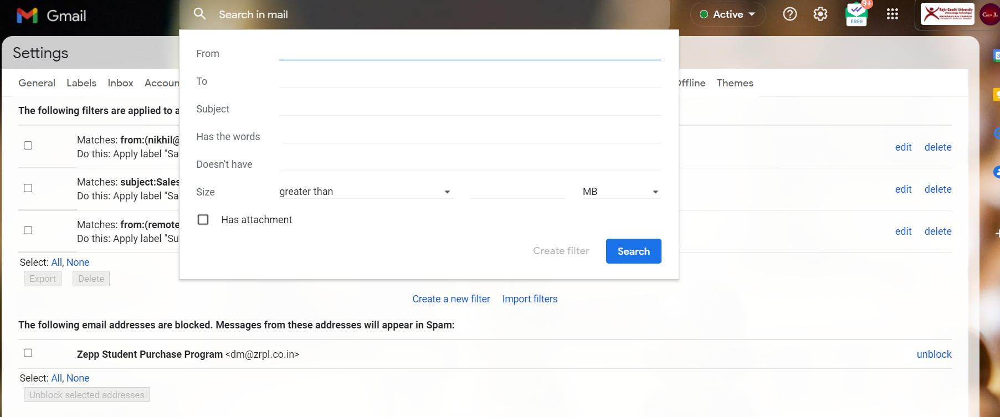 Gmail
Search in mail
Active
9+
FREE
Rajiv Gandhi University
Settings
General Labels Inbox Accoun
ffline Themes
From
To
Subject
Has the words
Doesn't have
Size greater than MB
Has attachment
Create filter Search
The following filters are applied to a
Matches: from:(nikhil@
Do this: Apply label "Sa
edit delete
Matches: subject:Sales
Do this: Apply label "Sa
edit delete
Matches: from:(remote
Do this: Apply label "Su
edit delete
Select: All, None
Export Delete
Create a new filter Import filters
The following email addresses are blocked. Messages from these addresses will appear in Spam:
Zepp Student Purchase Program <dm@zrpl.co.in> unblock
Select: All, None
Unblock selected addresses